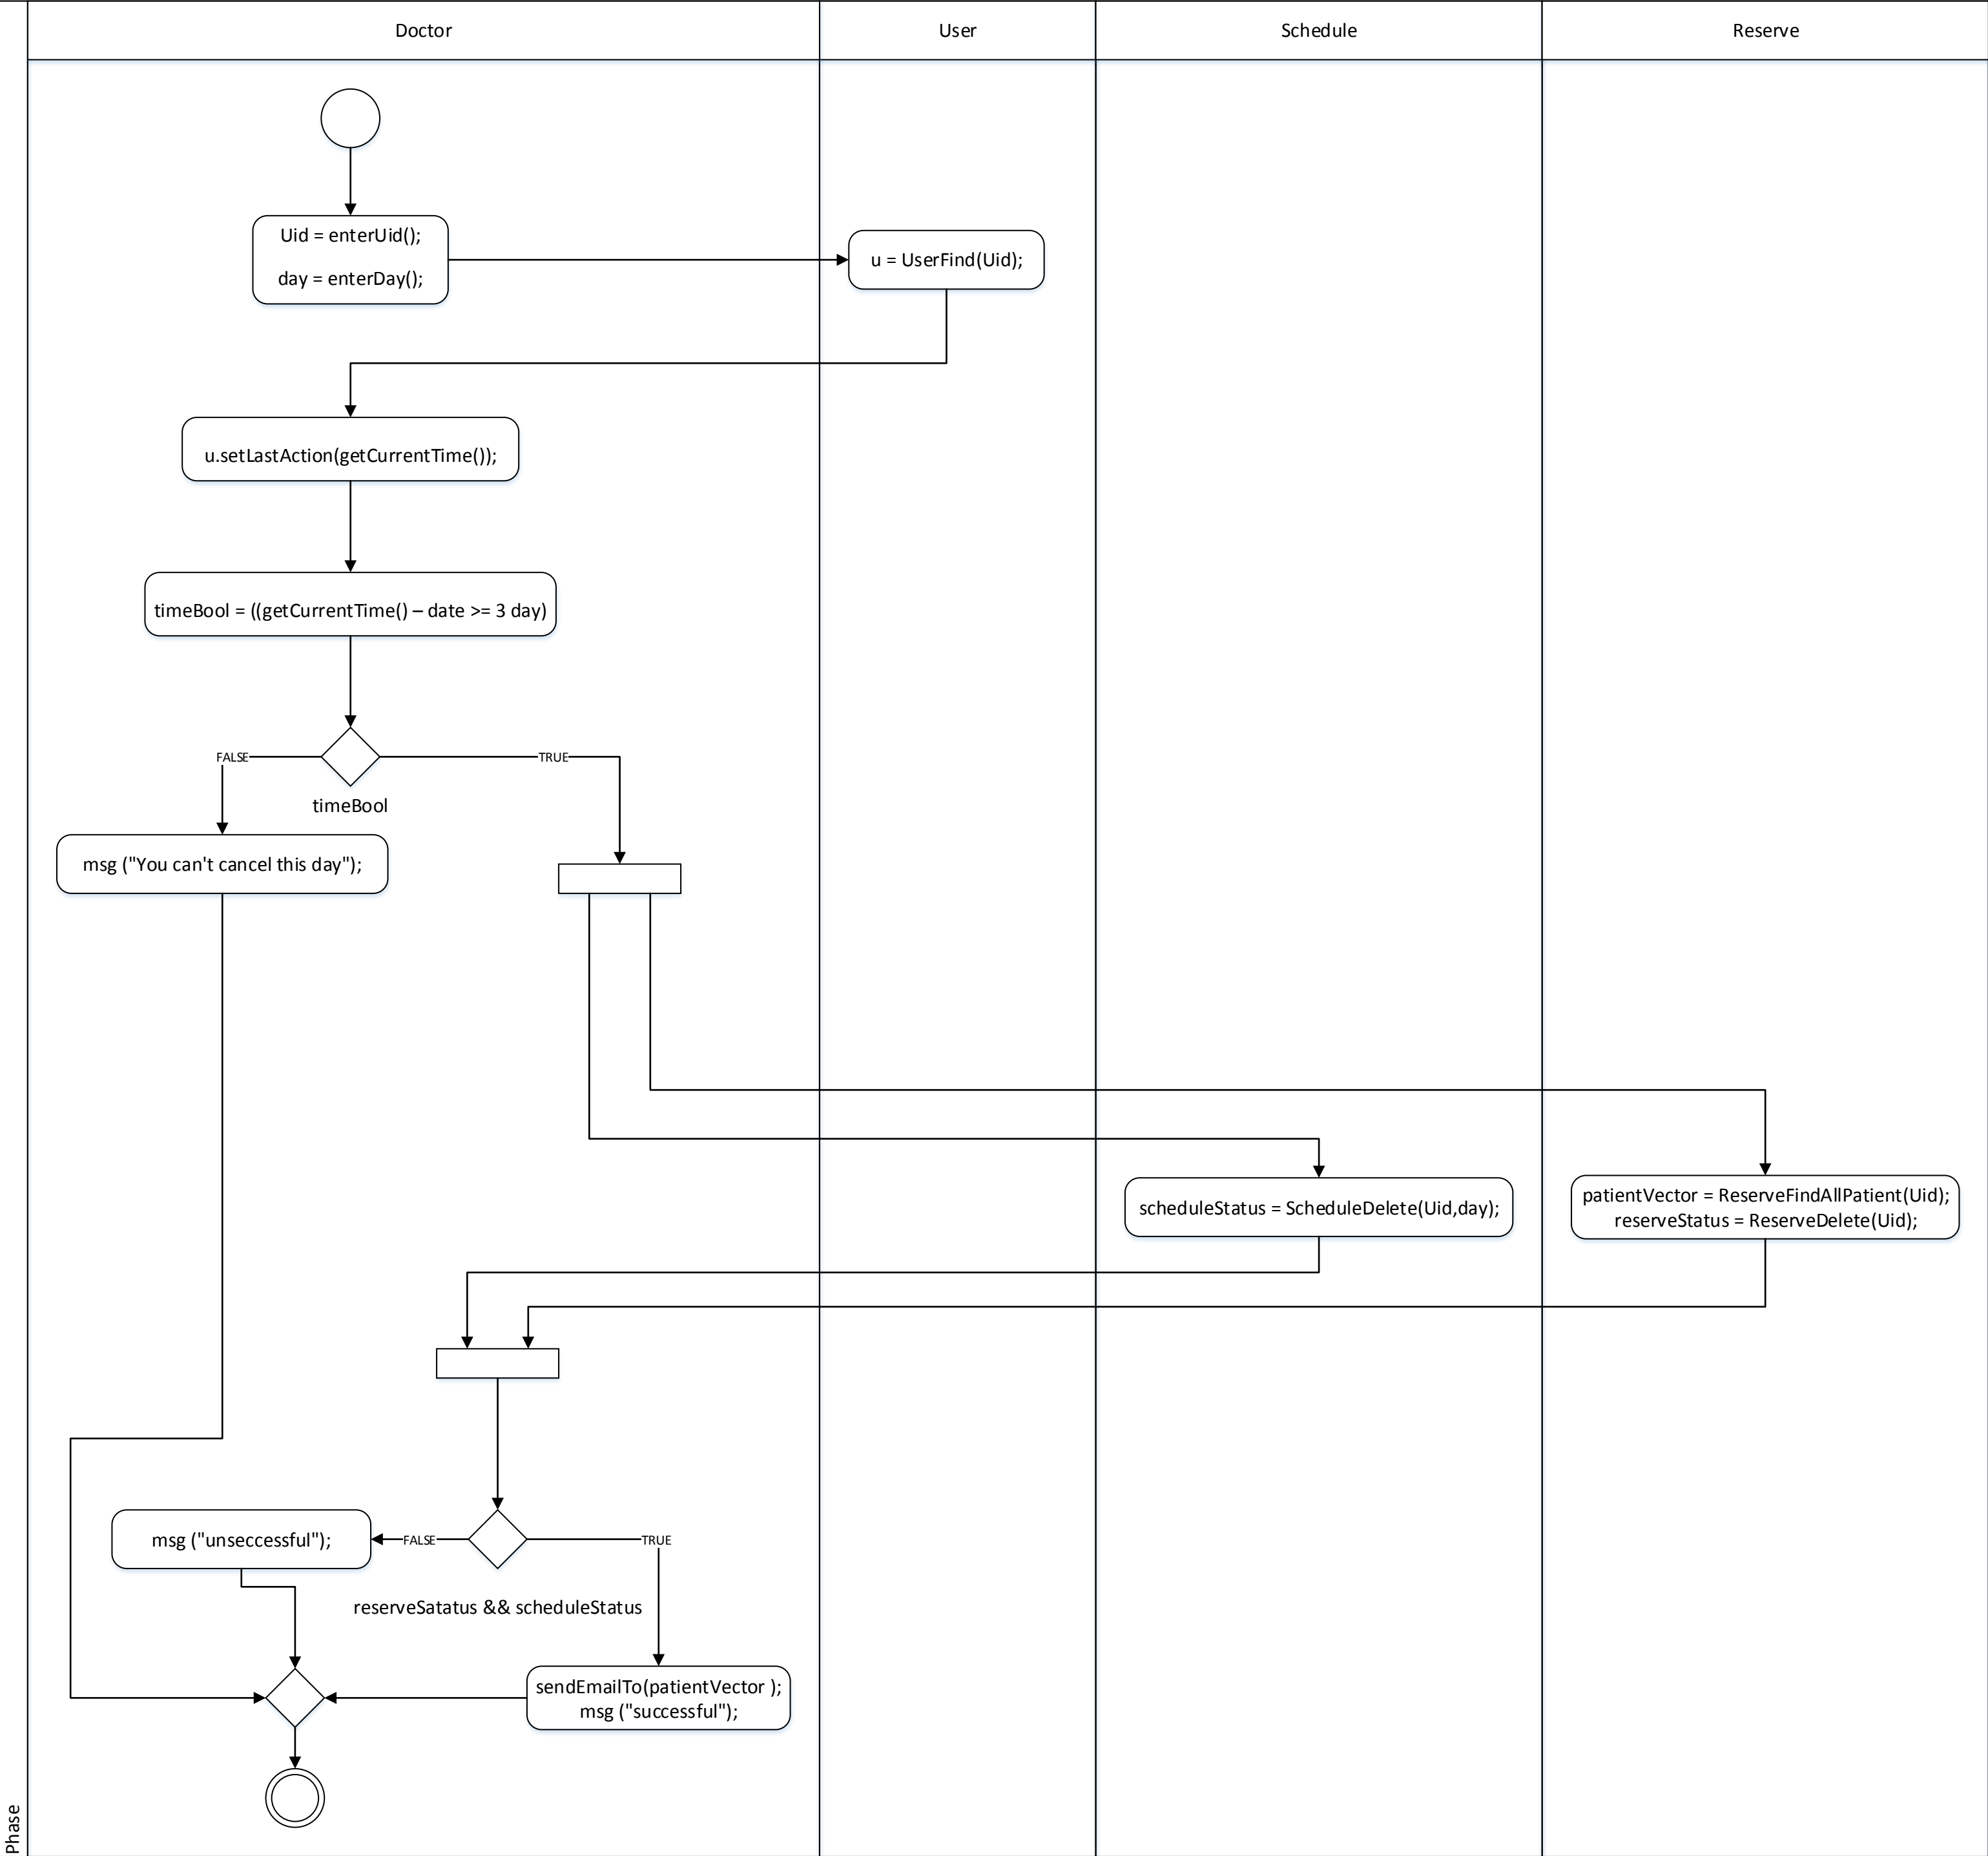 Doctor
User
Schedule
Reserve
Uid = enterUid();
day = enterDay();
u = UserFind(Uid);
u.setLastAction(getCurrentTime());
timeBool = ((getCurrentTime() – date >= 3 day)
FALSE
TRUE
timeBool
msg ("You can't cancel this day");
scheduleStatus = ScheduleDelete(Uid,day);
patientVector = ReserveFindAllPatient(Uid);
reserveStatus = ReserveDelete(Uid);
msg ("unseccessful");
FALSE
TRUE
reserveSatatus && scheduleStatus
sendEmailTo(patientVector );
msg ("successful");
Phase